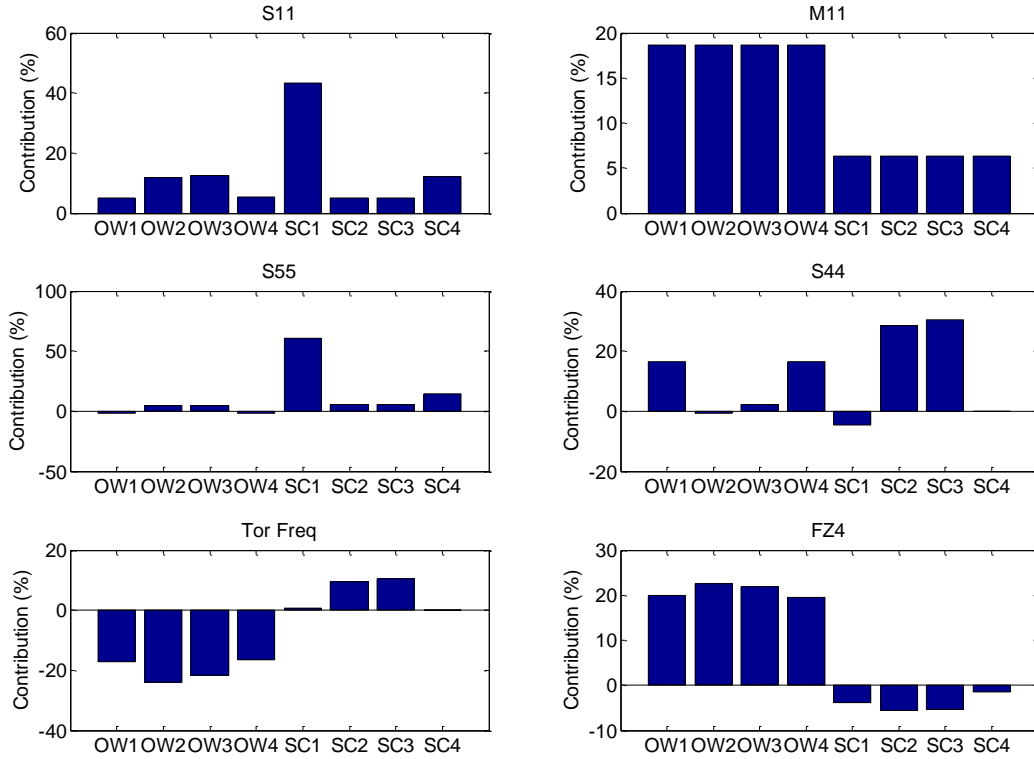 S11
60
40
20
0
Contribution (%)
OW1 OW2 OW3 OW4 SC1 SC2 SC3 SC4
M11
20
15
10
5
0
Contribution (%)
OW1 OW2 OW3 OW4 SC1 SC2 SC3 SC4
S55
100
50
0
-50
Contribution (%)
OW1 OW2 OW3 OW4 SC1 SC2 SC3 SC4
S44
40
20
0
-20
Contribution (%)
OW1 OW2 OW3 OW4 SC1 SC2 SC3 SC4
Tor Freq
20
0
-20
-40
Contribution (%)
OW1 OW2 OW3 OW4 SC1 SC2 SC3 SC4
FZ4
30
20
10
0
-10
Contribution (%)
OW1 OW2 OW3 OW4 SC1 SC2 SC3 SC4